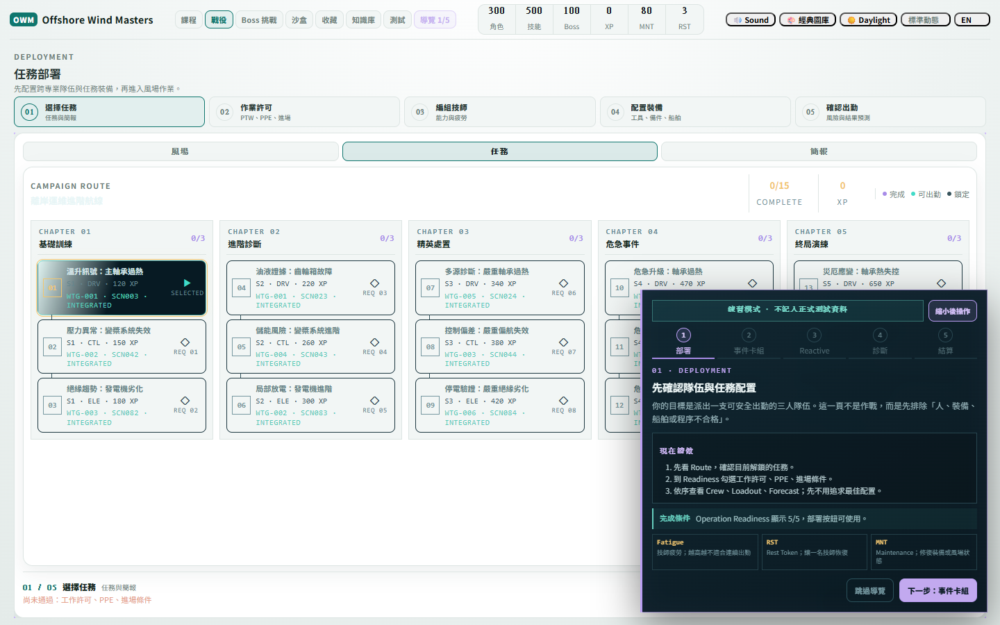 OWM Offshore Wind Masters
課程 戰役 Boss 挑戰 沙盒 收藏 知識庫 測試 導覽 1/5
300 500 100 0 80 3
角色 技能 Boss XP MNT RST
Sound 經典圖庫 Daylight 標準動態 EN
DEPLOYMENT
任務部署
先配置跨專業隊伍與任務裝備，再進入風場作業。
01 選擇任務 任務與簡報
02 作業許可 PTW、PPE、進場
03 編組技師 能力與疲勞
04 配置裝備 工具、備件、船舶
05 確認出勤 風險與結果預測
風場 任務 簡報
CAMPAIGN ROUTE
離岸運維進階航線
0/15 COMPLETE
0 XP
完成 可出勤 鎖定
CHAPTER 01
基礎訓練 0/3
01 溫升訊號：主軸承過熱
DRV · 120 XP
WTG-001 · SCN003 · INTEGRATED
SELECTED
02 壓力異常：變槳系統失效
S1 · CTL · 150 XP
WTG-002 · SCN042 · INTEGRATED
REQ 01
03 絕緣趨勢：發電機劣化
S1 · ELE · 180 XP
WTG-003 · SCN082 · INTEGRATED
REQ 02
CHAPTER 02
進階診斷 0/3
04 油液證據：齒輪箱故障
S2 · DRV · 220 XP
WTG-001 · SCN023 · INTEGRATED
REQ 03
05 儲能風險：變槳系統進階
S2 · CTL · 260 XP
WTG-004 · SCN043 · INTEGRATED
REQ 04
06 局部放電：發電機進階
S2 · ELE · 300 XP
WTG-002 · SCN083 · INTEGRATED
REQ 05
CHAPTER 03
精英處置 0/3
07 多源診斷：嚴重軸承過熱
S3 · DRV · 340 XP
WTG-005 · SCN024 · INTEGRATED
REQ 06
08 控制偏差：嚴重偏航失效
S3 · CTL · 380 XP
WTG-003 · SCN044 · INTEGRATED
REQ 07
09 停電驗證：嚴重絕緣劣化
S3 · ELE · 420 XP
WTG-006 · SCN084 · INTEGRATED
REQ 08
CHAPTER 04
危急事件 0/3
10 危急升級：軸承過熱
S4 · DRV · 470 XP
11
12
CHAPTER 05
終局演練 0/3
13 災厄應變：軸承熱失控
S5 · DRV · 650 XP
練習模式 · 不記入正式測試資料
縮小後操作
1 部署
2 事件卡組
3 Reactive
4 診斷
5 結算
01 · DEPLOYMENT
先確認隊伍與任務配置
你的目標是派出一支可安全出勤的三人隊伍。這一頁不是作戰，而是先排除「人、裝備、
船舶或程序不合格」。
現在請做
1. 先看 Route，確認目前解鎖的任務。
2. 到 Readiness 勾選工作許可、PPE、進場條件。
3. 依序查看 Crew、Loadout、Forecast；先不用追求最佳配置。
完成條件 Operation Readiness 顯示 5/5，部署按鈕可使用。
Fatigue
技師疲勞；越高越不適合連續出勤
RST
Rest Token；讓一名技師恢復
MNT
Maintenance；修復裝備或風場狀
態
跳過導覽 下一步：事件卡組
01 / 05 選擇任務 任務與簡報
尚未通過：工作許可、PPE、進場條件